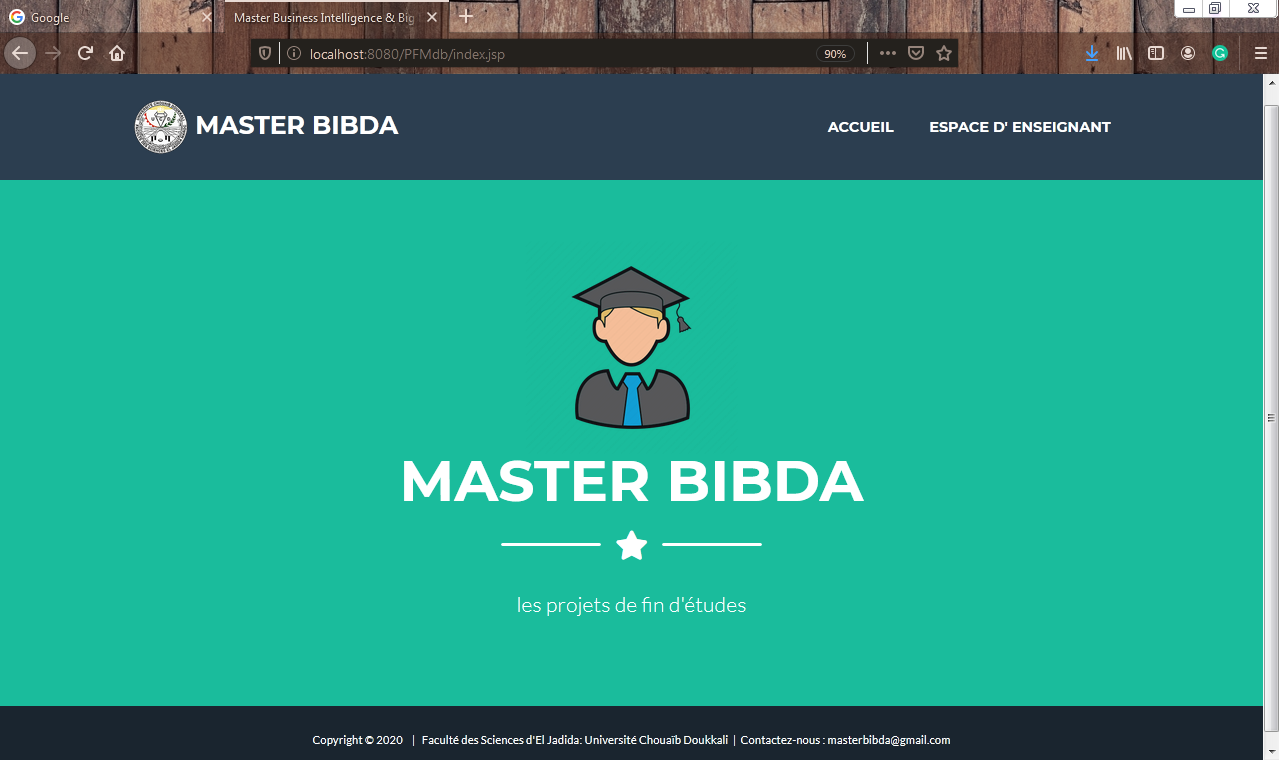 Google
Master Business Intelligence & Big
localhost:8080/PFMdb/index.jsp
90%
MASTER BIBDA
ACCUEIL
ESPACE D' ENSEIGNANT
MASTER BIBDA
les projets de fin d'études
Copyright © 2020 | Faculté des Sciences d'El Jadida: Université Chouaïb Doukkali | Contactez-nous : masterbibda@gmail.com